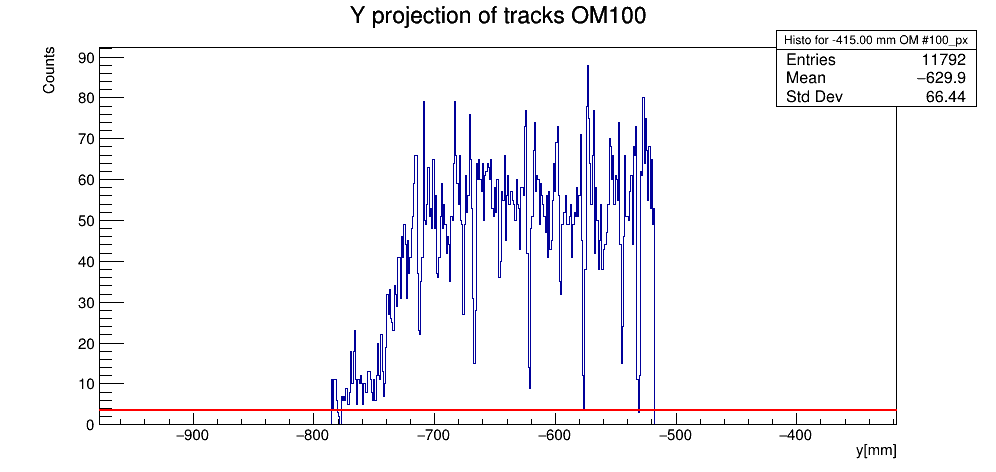 Y projection of tracks OM100
Histo for -415.00 mm OM #100_px
Entries 11792
Mean −629.9
Std Dev 66.44
Counts
90
80
70
60
50
40
30
20
10
0
−900 −800 −700 −600 −500 −400
y[mm]